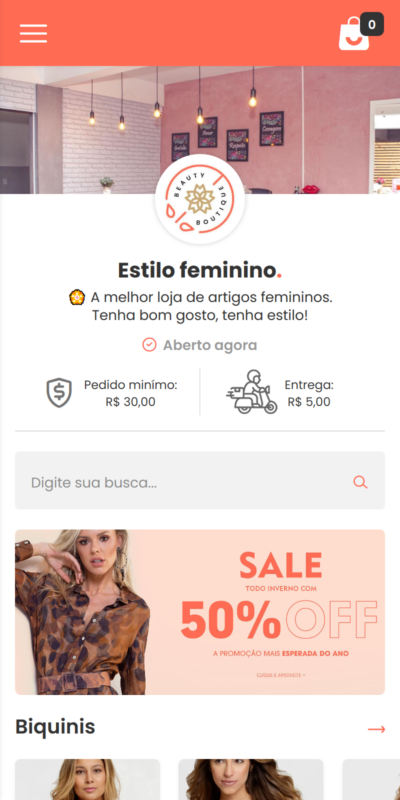 0
BEAUTY
BOUTIQUE
Estilo feminino.
A melhor loja de artigos femininos.
Tenha bom gosto, tenha estilo!
Aberto agora
Pedido minímo:
R$ 30,00
Entrega:
R$ 5,00
Digite sua busca...
SALE
TODO INVERNO COM
50% OFF
A PROMOÇÃO MAIS ESPERADA DO ANO
Biquinis